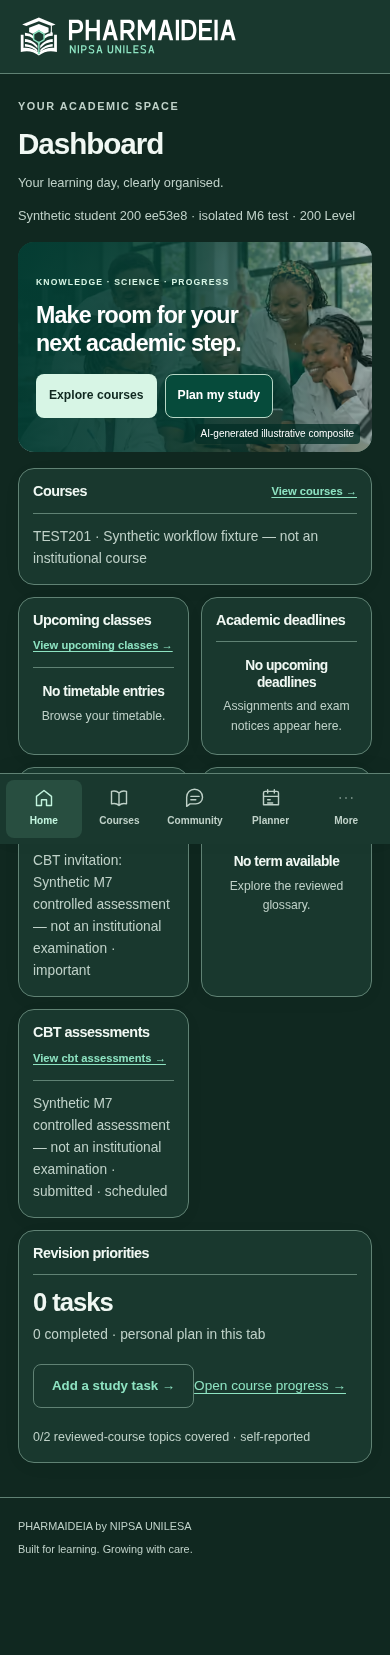 PHARMAIDEIA
NIPSA UNILESA
YOUR ACADEMIC SPACE
Dashboard
Your learning day, clearly organised.
Synthetic student 200 ee53e8 · isolated M6 test · 200 Level
KNOWLEDGE · SCIENCE · PROGRESS
Make room for your
next academic step.
Explore courses
Plan my study
AI-generated illustrative composite
Courses
View courses →
TEST201 · Synthetic workflow fixture — not an
institutional course
Upcoming classes
View upcoming classes →
No timetable entries
Browse your timetable.
Academic deadlines
No upcoming
deadlines
Assignments and exam
notices appear here.
Home
Courses
Community
Planner
More
CBT invitation:
Synthetic M7
controlled assessment
— not an institutional
examination ·
important
No term available
Explore the reviewed
glossary.
CBT assessments
View cbt assessments →
Synthetic M7
controlled assessment
— not an institutional
examination ·
submitted · scheduled
Revision priorities
0 tasks
0 completed · personal plan in this tab
Add a study task →
Open course progress →
0/2 reviewed-course topics covered · self-reported
PHARMAIDEIA by NIPSA UNILESA
Built for learning. Growing with care.